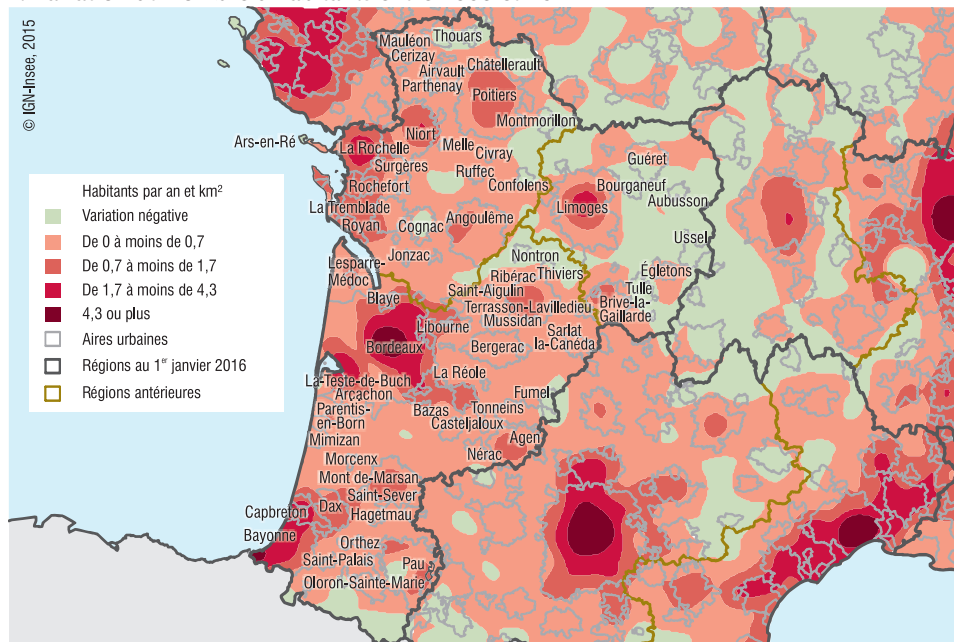 © IGN-Insee, 2015
Mauléon
Thouars
Cerizay
Airvault
Châtellerault
Parthenay
Poitiers
Montmorillon
Ars-en-Ré
Niort
La Rochelle
Melle
Civray
Surgères
Ruffec
Rochefort
Confolens
Guéret
Bourganeuf
Aubusson
Limoges
La Tremblade
Royan
Cognac
Angoulême
Ussel
Jonzac
Nontron
Lesparre-
Médoc
Ribérac
Thiviers
Égletons
Blaye
Saint-Aigulin
Tulle
Terrasson-Lavilledieu
Brive-la-
Gaillarde
Libourne
Mussidan
Bordeaux
Bergerac
Sarlat
la-Canéda
La Réole
La-Teste-de-Buch
Arcachon
Fumel
Parentis-
en-Born
Bazas
Tonneins
Casteljaloux
Mimizan
Agen
Nérac
Morcenx
Mont de-Marsan
Saint-Sever
Capbreton
Dax
Hagetmau
Bayonne
Orthez
Saint-Palais
Pau
Oloron-Sainte-Marie
Habitants par an et km²
Variation négative
De 0 à moins de 0,7
De 0,7 à moins de 1,7
De 1,7 à moins de 4,3
4,3 ou plus
Aires urbaines
Régions au 1er janvier 2016
Régions antérieures